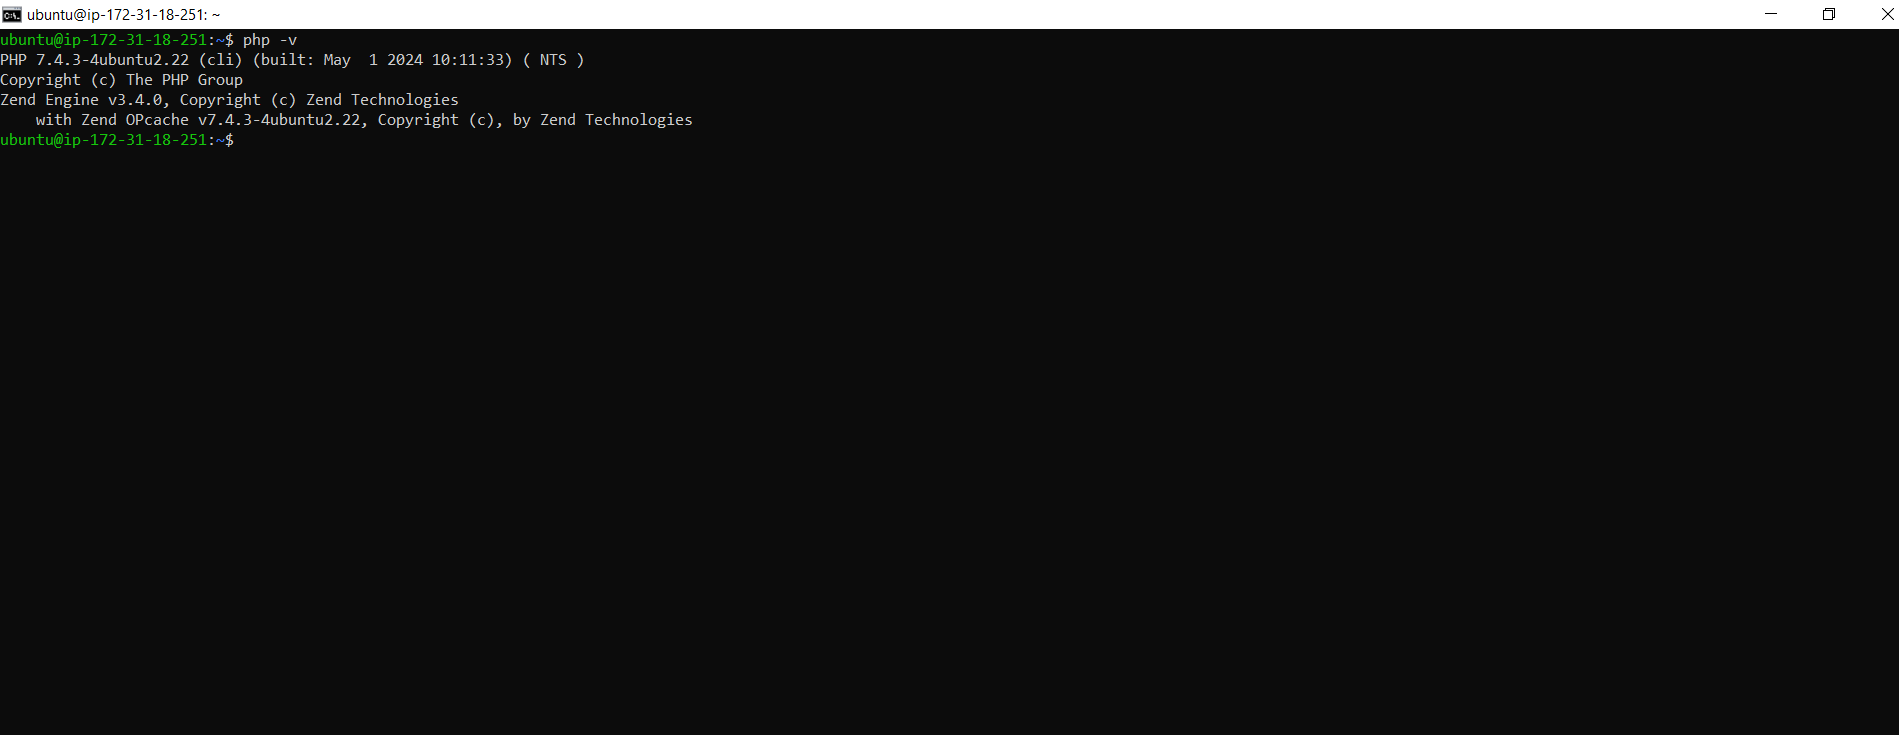 ubuntu@ip-172-31-18-251: ~
ubuntu@ip-172-31-18-251:~$ php -v
PHP 7.4.3-4ubuntu2.22 (cli) (built: May  1 2024 10:11:33) ( NTS )
Copyright (c) The PHP Group
Zend Engine v3.4.0, Copyright (c) Zend Technologies
    with Zend OPcache v7.4.3-4ubuntu2.22, Copyright (c), by Zend Technologies
ubuntu@ip-172-31-18-251:~$